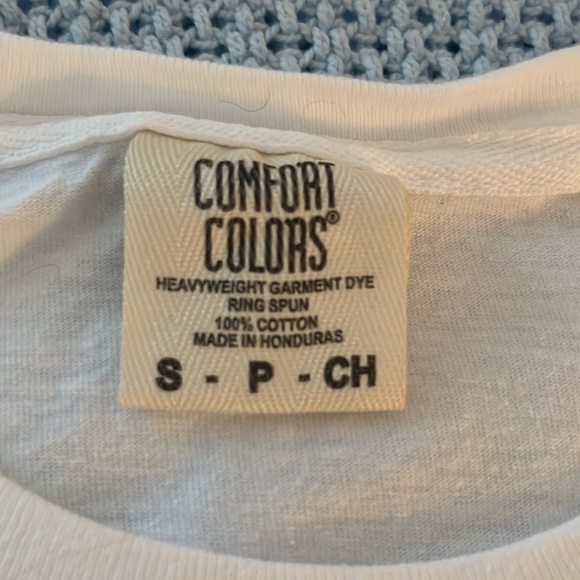 COMFORT
COLORS®
HEAVYWEIGHT GARMENT DYE
RING SPUN
100% COTTON
MADE IN HONDURAS
S - P - CH